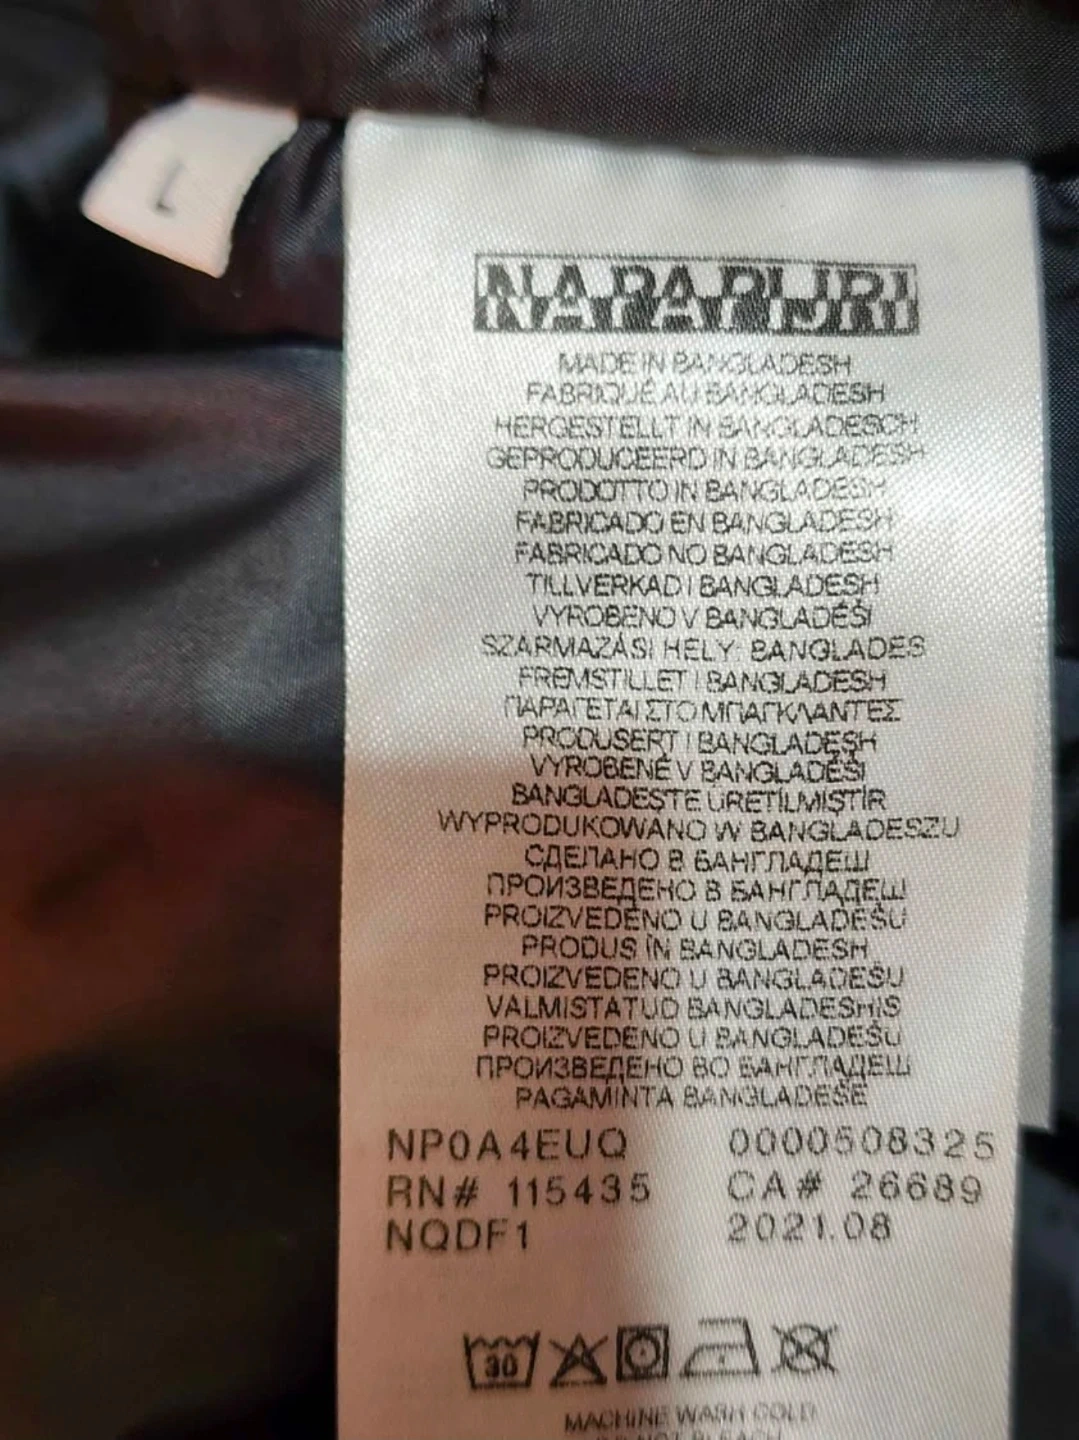 L
NAPAPIJRI
MADE IN BANGLADESH
FABRIQUÉ AU BANGLADESH
HERGESTELLT IN BANGLADESCH
GEPRODUCEERD IN BANGLADESH
PRODOTTO IN BANGLADESH
FABRICADO EN BANGLADESH
FABRICADO NO BANGLADESH
TILLVERKAD I BANGLADESH
VYROBENO V BANGLADÉŠI
SZÁRMAZÁSI HELY: BANGLADES
FREMSTILLET I BANGLADESH
ΠΑΡΑΓΕΤΑΙ ΣΤΟ ΜΠΑΓΚΛΑΝΤΕΣ
PRODUSERT I BANGLADESH
VYROBENÉ V BANGLADÉŠI
BANGLADEŞTE ÜRETİLMİŞTİR
WYPRODUKOWANO W BANGLADESZU
СДЕЛАНО В БАНГЛАДЕШ
ПРОИЗВЕДЕНО В БАНГЛАДЕШ
PROIZVEDENO U BANGLADEŠU
PRODUS ÎN BANGLADESH
PROIZVEDENO U BANGLADEŠU
VALMISTATUD BANGLADESHIS
PROIZVEDENO U BANGLADEŠU
ПРОИЗВЕДЕНО ВО БАНГЛАДЕШ
PAGAMINTA BANGLADEŠE
NP0A4EUQ 0000508325
RN# 115435 CA# 26689
NQDF1 2021.08
30
MACHINE WASH COLD
DO NOT BLEACH